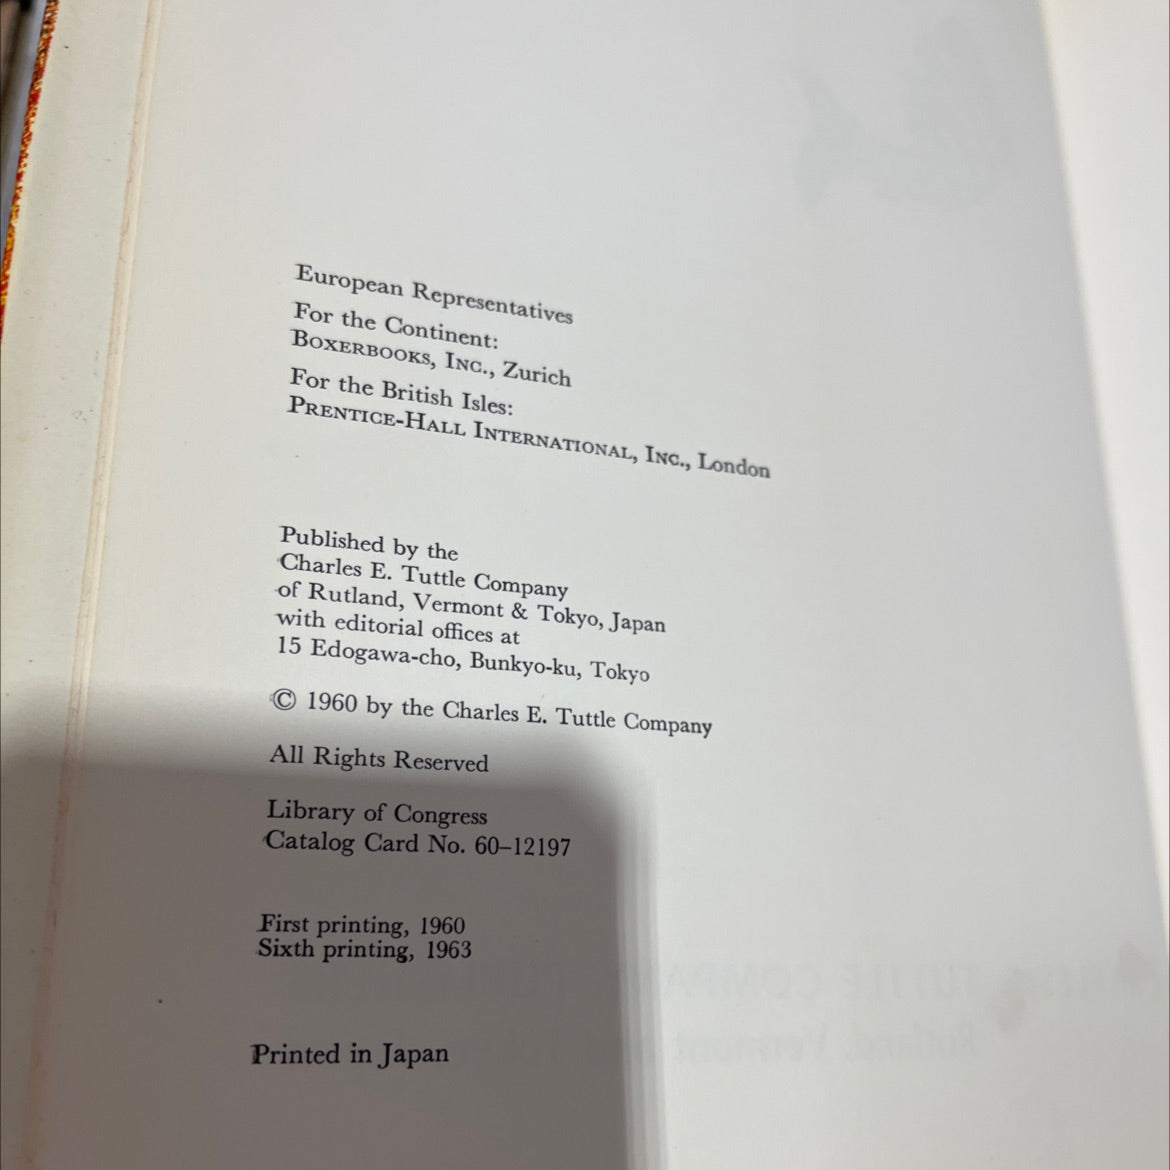 European Representatives
For the Continent:
BOXERBOOKS, INC., Zurich
For the British Isles:
PRENTICE-HALL INTERNATIONAL, INC., London
Published by the
Charles E. Tuttle Company
of Rutland, Vermont & Tokyo, Japan
with editorial offices at
15 Edogawa-cho, Bunkyo-ku, Tokyo
© 1960 by the Charles E. Tuttle Company
All Rights Reserved
Library of Congress
Catalog Card No. 60–12197
First printing, 1960
Sixth printing, 1963
Printed in Japan